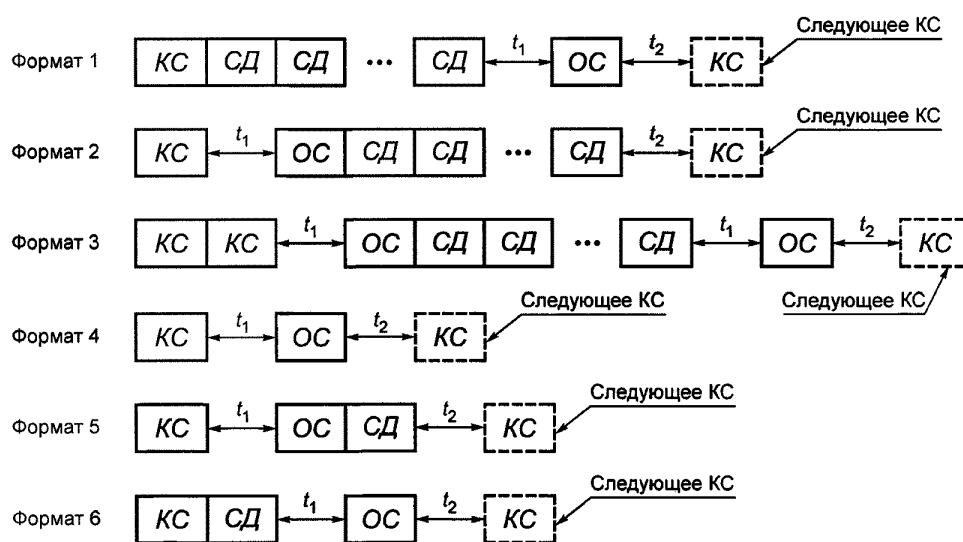 Следующее КС
Формат 1 КС СД СД ••• СД t1 ОС t2 КС
Следующее КС
Формат 2 КС t1 ОС СД СД ••• СД t2 КС
Формат 3 КС КС t1 ОС СД СД ••• СД t1 ОС t2 КС
Следующее КС
Следующее КС
Формат 4 КС t1 ОС t2 КС
Следующее КС
Формат 5 КС t1 ОС СД t2 КС
Следующее КС
Формат 6 КС СД t1 ОС t2 КС